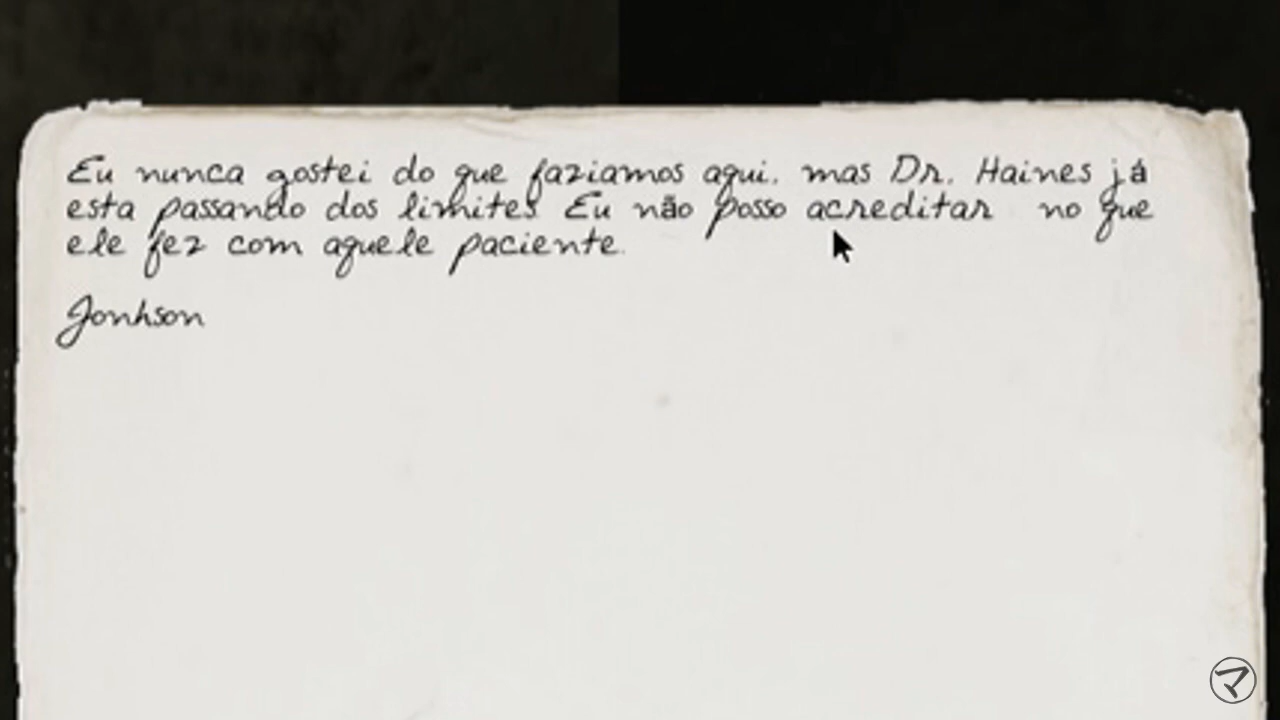 Eu nunca gostei do que faziamos aqui. mas Dr. Haines já
esta passando dos limites. Eu não posso acreditar no que
ele fez com aquele paciente.
Jonhson
マ